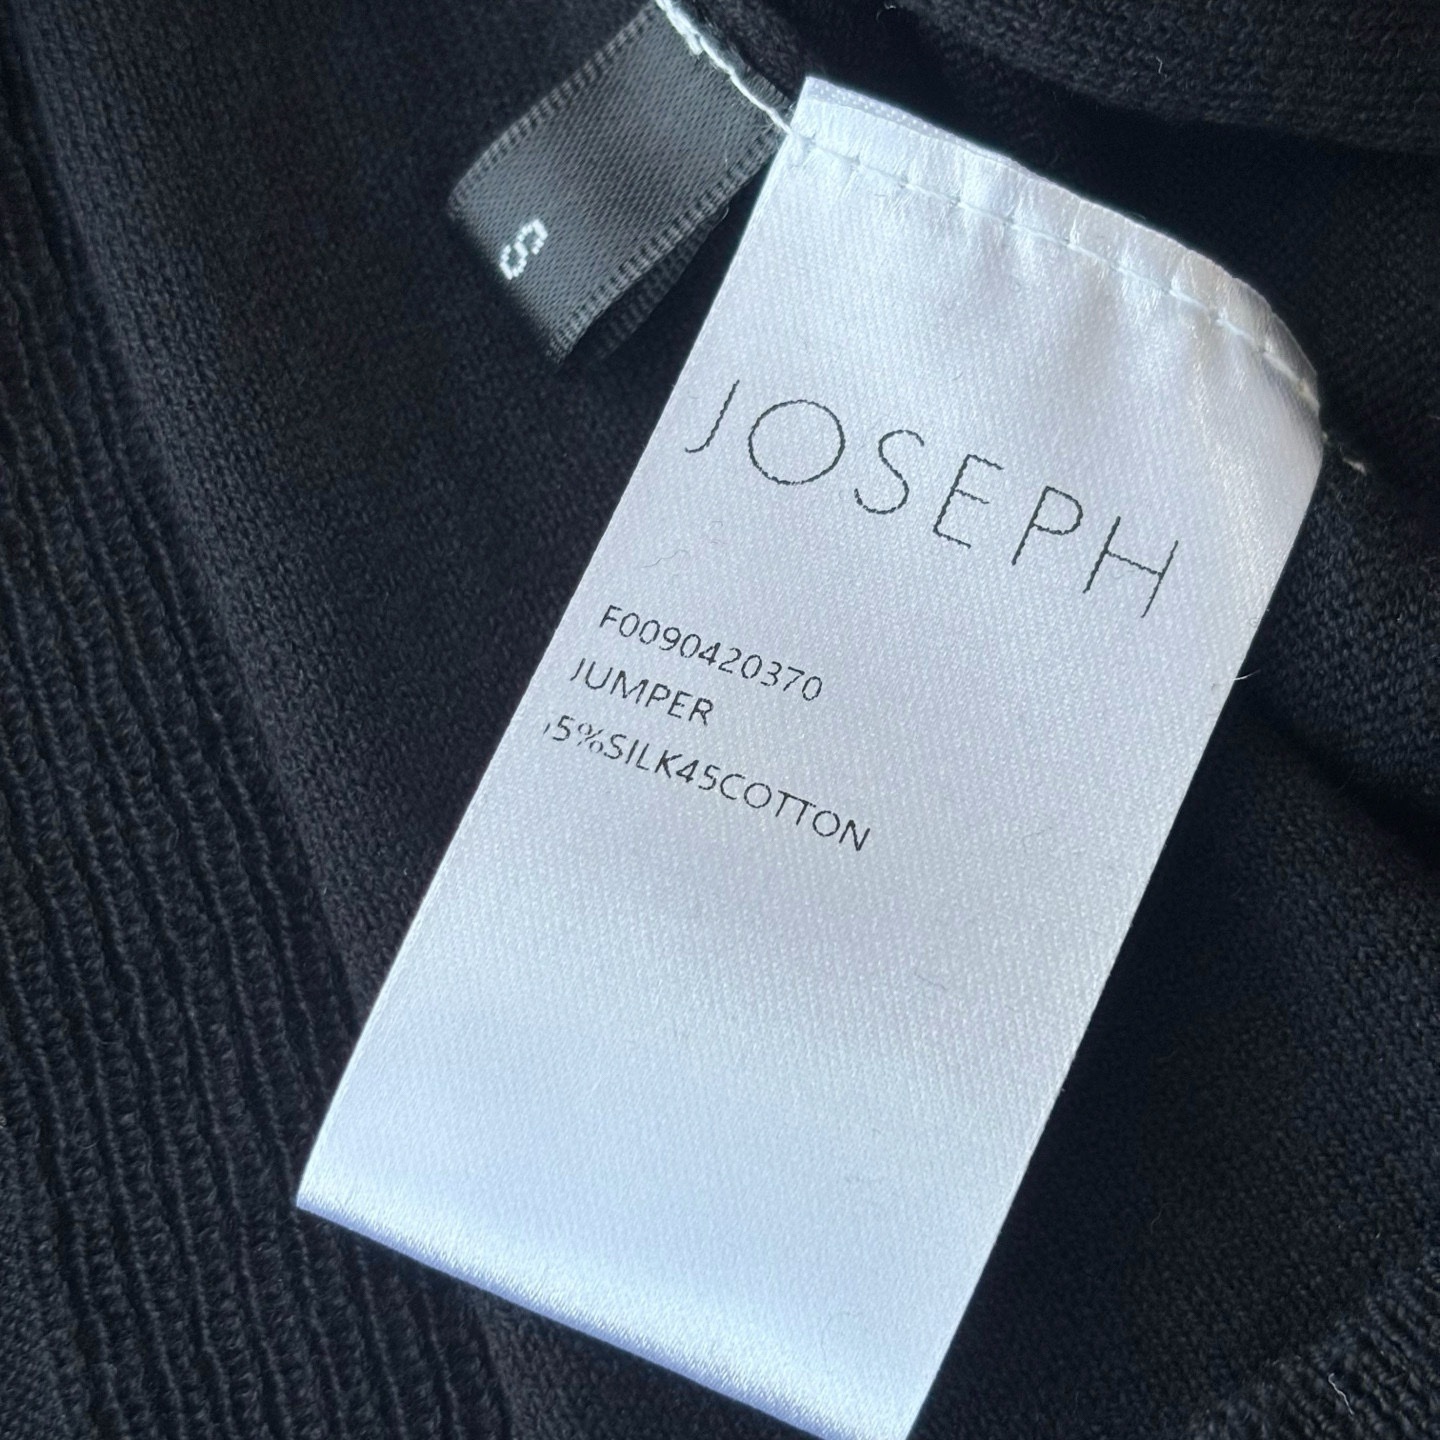 S
JOSEPH
F0090420370
JUMPER
5%SILK45COTTON